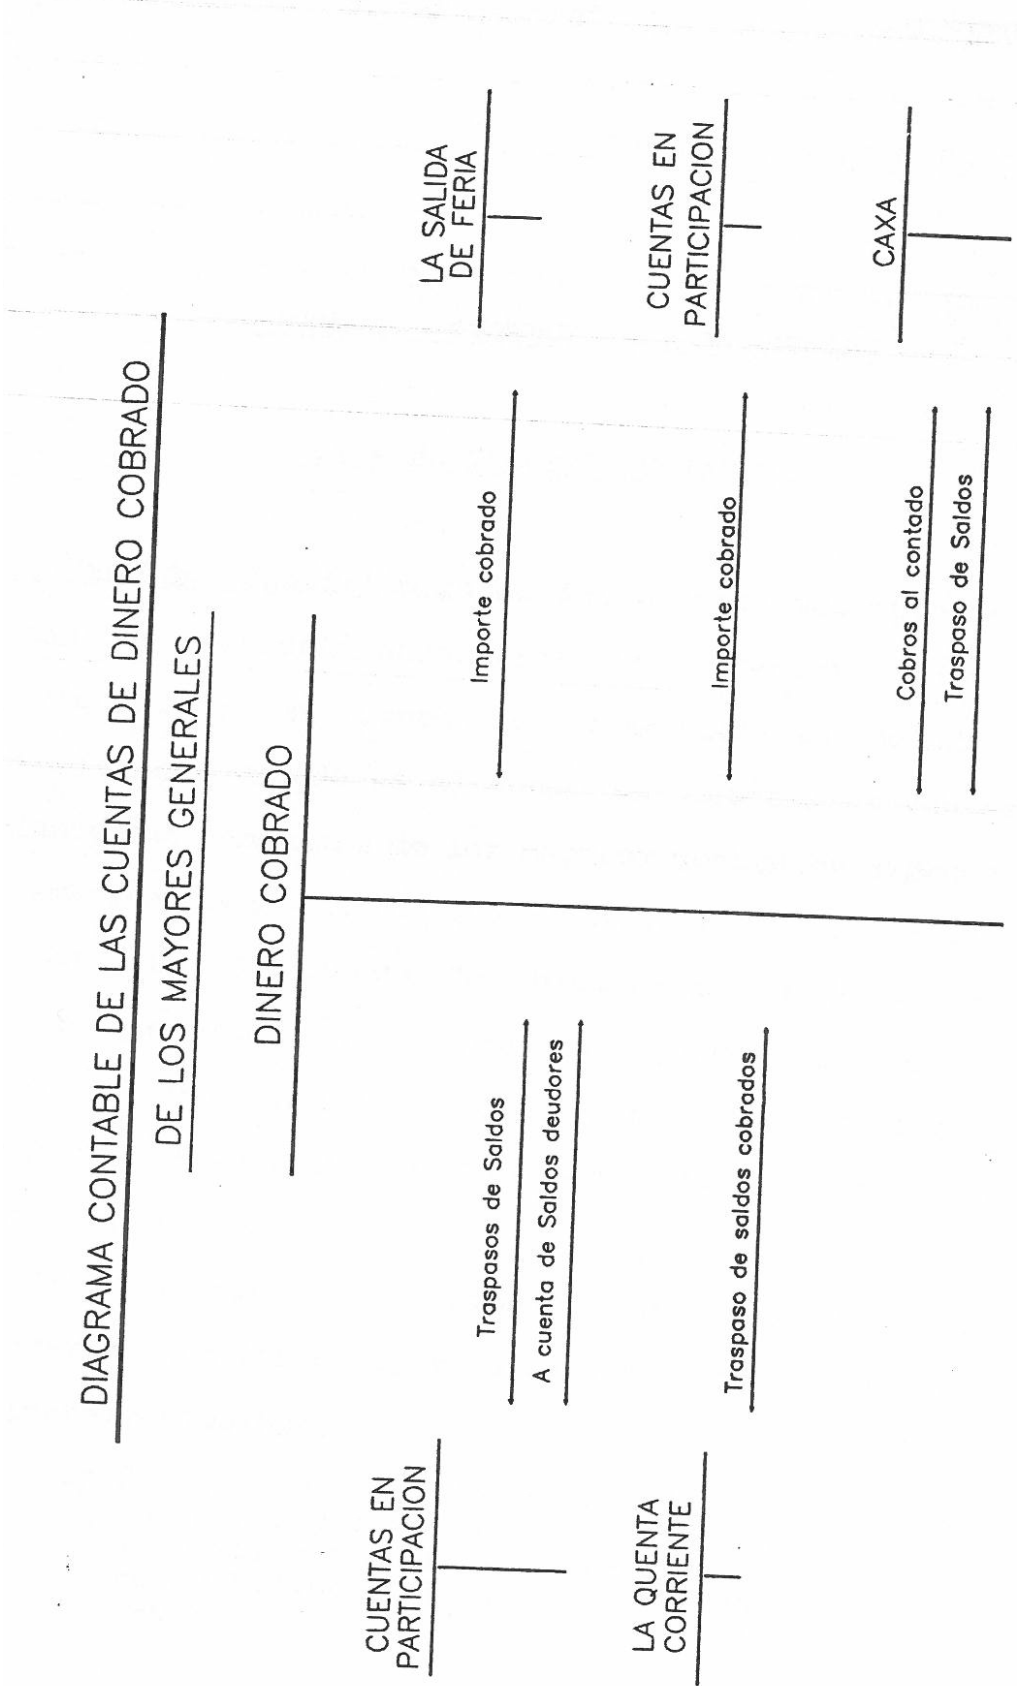 DIAGRAMA CONTABLE DE LAS CUENTAS DE DINERO COBRADO
DE LOS MAYORES GENERALES
DINERO COBRADO
CUENTAS EN
PARTICIPACION
Traspasos de Saldos
A cuenta de Saldos deudores
LA QUENTA
CORRIENTE
Traspaso de saldos cobrados
Importe cobrado
LA SALIDA
DE FERIA
Importe cobrado
CUENTAS EN
PARTICIPACION
Cobros al contado
Traspaso de Saldos
CAXA